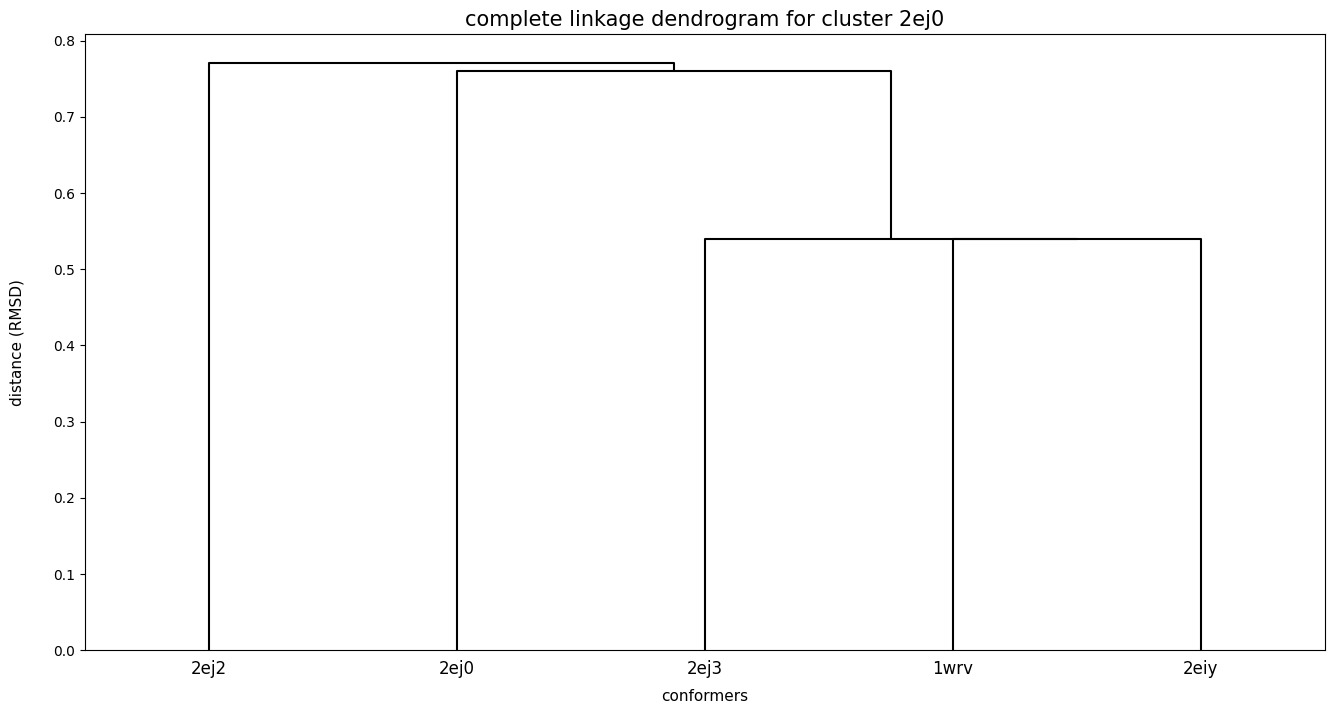 complete linkage dendrogram for cluster 2ej0
0.8
0.7
0.6
0.5
0.4
0.3
0.2
0.1
0.0
distance (RMSD)
2ej2 2ej0 2ej3 1wrv 2eiy
conformers